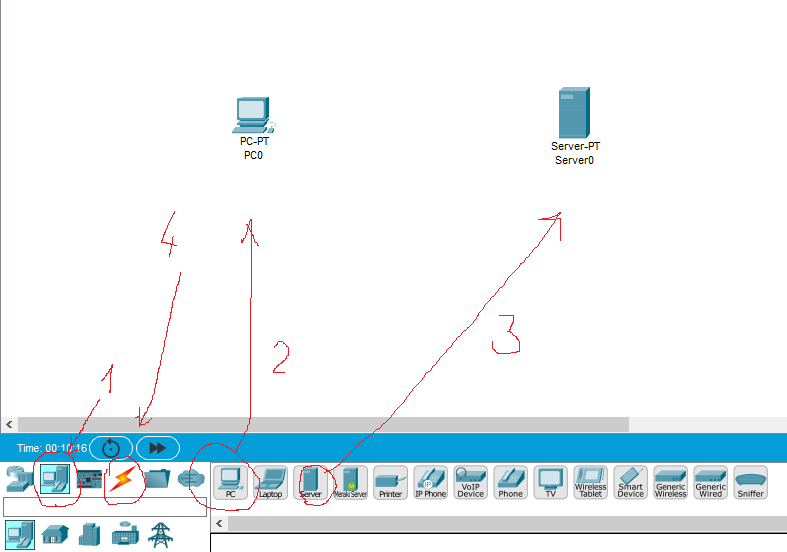 PC-PT
PC0
Server-PT
Server0
4
2
3
1
Time: 00:10:16
PC
Laptop
Server
Meraki Server
Printer
IP Phone
IP
VoIP
Device
Phone
TV
Wireless
Tablet
Smart
Device
Generic
Wireless
Generic
Wired
Sniffer